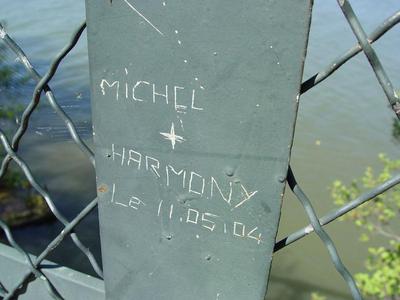 MICHEL
+
HARMONY
Le 11.05.04